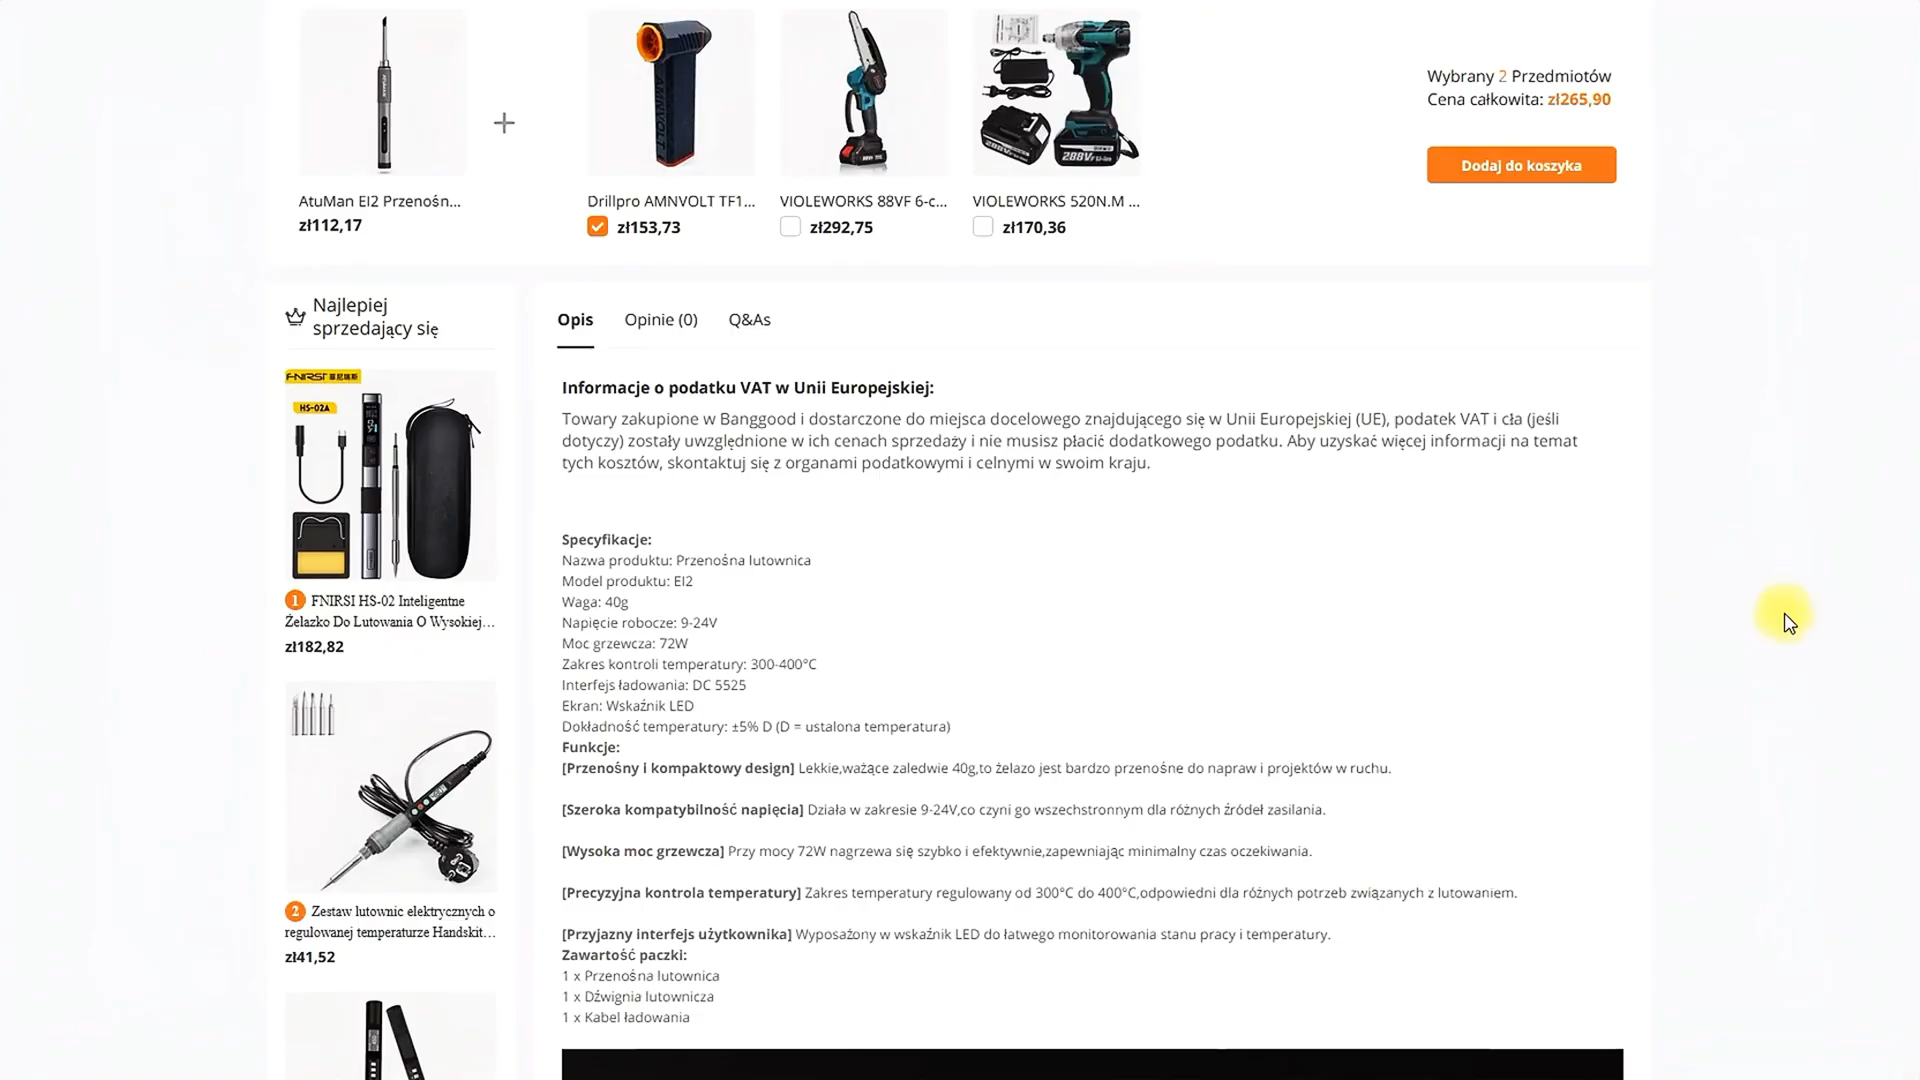 AMNVOLT
288VF
288VF
Wybrany 2 Przedmiotów
Cena całkowita: zł265,90
Dodaj do koszyka
AtuMan EI2 Przenośn...
zł112,17
Drillpro AMNVOLT TF1...
zł153,73
VIOLEWORKS 88VF 6-c...
zł292,75
VIOLEWORKS 520N.M ...
zł170,36
Najlepiej
sprzedający się
FNIRSI 菲尼瑞斯
HS-02A
1 FNIRSI HS-02 Inteligentne
Żelazko Do Lutowania O Wysokiej...
zł182,82
2 Zestaw lutownic elektrycznych o
regulowanej temperaturze Handskit...
zł41,52
Opis Opinie (0) Q&As
Informacje o podatku VAT w Unii Europejskiej:
Towary zakupione w Banggood i dostarczone do miejsca docelowego znajdującego się w Unii Europejskiej (UE), podatek VAT i cła (jeśli
dotyczy) zostały uwzględnione w ich cenach sprzedaży i nie musisz płacić dodatkowego podatku. Aby uzyskać więcej informacji na temat
tych kosztów, skontaktuj się z organami podatkowymi i celnymi w swoim kraju.
Specyfikacje:
Nazwa produktu: Przenośna lutownica
Model produktu: EI2
Waga: 40g
Napięcie robocze: 9-24V
Moc grzewcza: 72W
Zakres kontroli temperatury: 300-400°C
Interfejs ładowania: DC 5525
Ekran: Wskaźnik LED
Dokładność temperatury: ±5% D (D = ustalona temperatura)
Funkcje:
[Przenośny i kompaktowy design] Lekkie,ważące zaledwie 40g,to żelazo jest bardzo przenośne do napraw i projektów w ruchu.
[Szeroka kompatybilność napięcia] Działa w zakresie 9-24V,co czyni go wszechstronnym dla różnych źródeł zasilania.
[Wysoka moc grzewcza] Przy mocy 72W nagrzewa się szybko i efektywnie,zapewniając minimalny czas oczekiwania.
[Precyzyjna kontrola temperatury] Zakres temperatury regulowany od 300°C do 400°C,odpowiedni dla różnych potrzeb związanych z lutowaniem.
[Przyjazny interfejs użytkownika] Wyposażony w wskaźnik LED do łatwego monitorowania stanu pracy i temperatury.
Zawartość paczki:
1 x Przenośna lutownica
1 x Dźwignia lutownicza
1 x Kabel ładowania